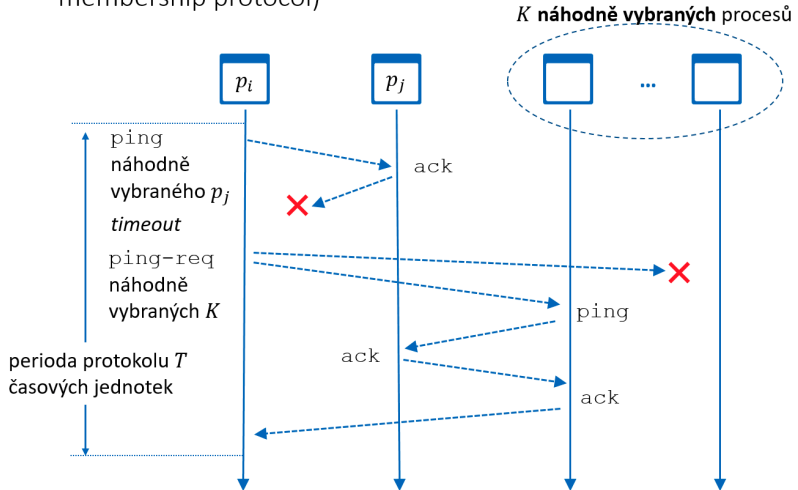 membership protocol)
K náhodně vybraných procesů
p_i
p_j
...
ping
náhodně
vybraného p_j
timeout
ack
ping-req
náhodně
vybraných K
ping
ack
perioda protokolu T
časových jednotek
ack